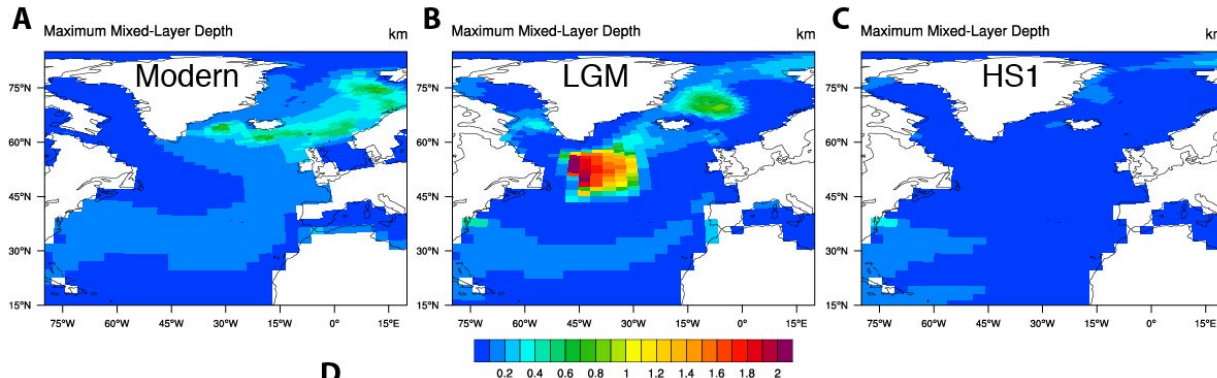 A
Maximum Mixed-Layer Depth km
Modern
75°N
60°N
45°N
30°N
15°N
75°W 60°W 45°W 30°W 15°W 0° 15°E
B
Maximum Mixed-Layer Depth km
LGM
75°N
60°N
45°N
30°N
15°N
75°W 60°W 45°W 30°W 15°W 0° 15°E
0.2 0.4 0.6 0.8 1 1.2 1.4 1.6 1.8 2
C
Maximum Mixed-Layer Depth km
HS1
75°N
60°N
45°N
30°N
15°N
75°W 60°W 45°W 30°W 15°W 0° 15°E
D